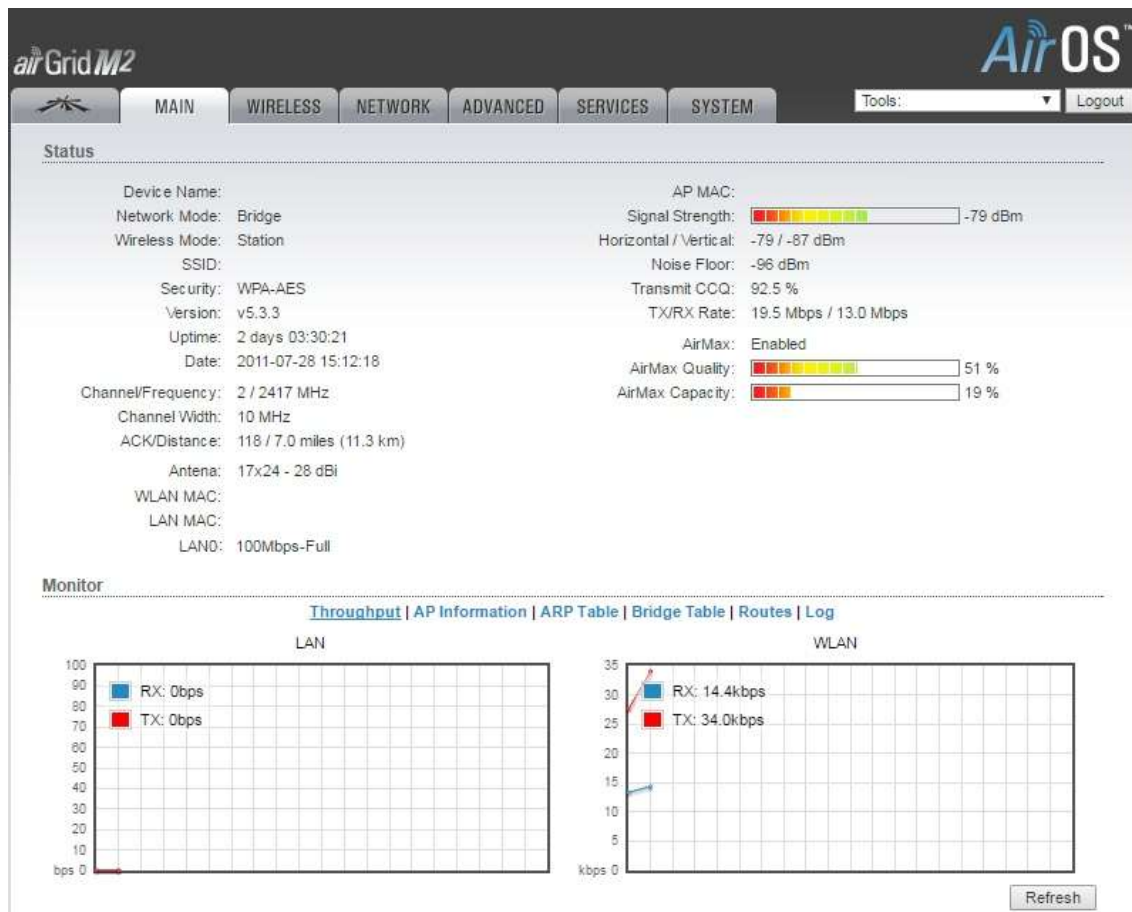 airGrid M2
AirOS™
MAIN WIRELESS NETWORK ADVANCED SERVICES SYSTEM Tools: Logout
Status
Device Name:
Network Mode: Bridge
Wireless Mode: Station
SSID:
Security: WPA-AES
Version: v5.3.3
Uptime: 2 days 03:30:21
Date: 2011-07-28 15:12:18
Channel/Frequency: 2 / 2417 MHz
Channel Width: 10 MHz
ACK/Distance: 118 / 7.0 miles (11.3 km)
Antena: 17x24 - 28 dBi
WLAN MAC:
LAN MAC:
LAN0: 100Mbps-Full
AP MAC:
Signal Strength: -79 dBm
Horizontal / Vertical: -79 / -87 dBm
Noise Floor: -96 dBm
Transmit CCQ: 92.5 %
TX/RX Rate: 19.5 Mbps / 13.0 Mbps
AirMax: Enabled
AirMax Quality: 51 %
AirMax Capacity: 19 %
Monitor
Throughput | AP Information | ARP Table | Bridge Table | Routes | Log
LAN
100
90
80
70
60
50
40
30
20
10
bps 0
RX: 0bps
TX: 0bps
WLAN
35
30
25
20
15
10
5
kbps 0
RX: 14.4kbps
TX: 34.0kbps
Refresh